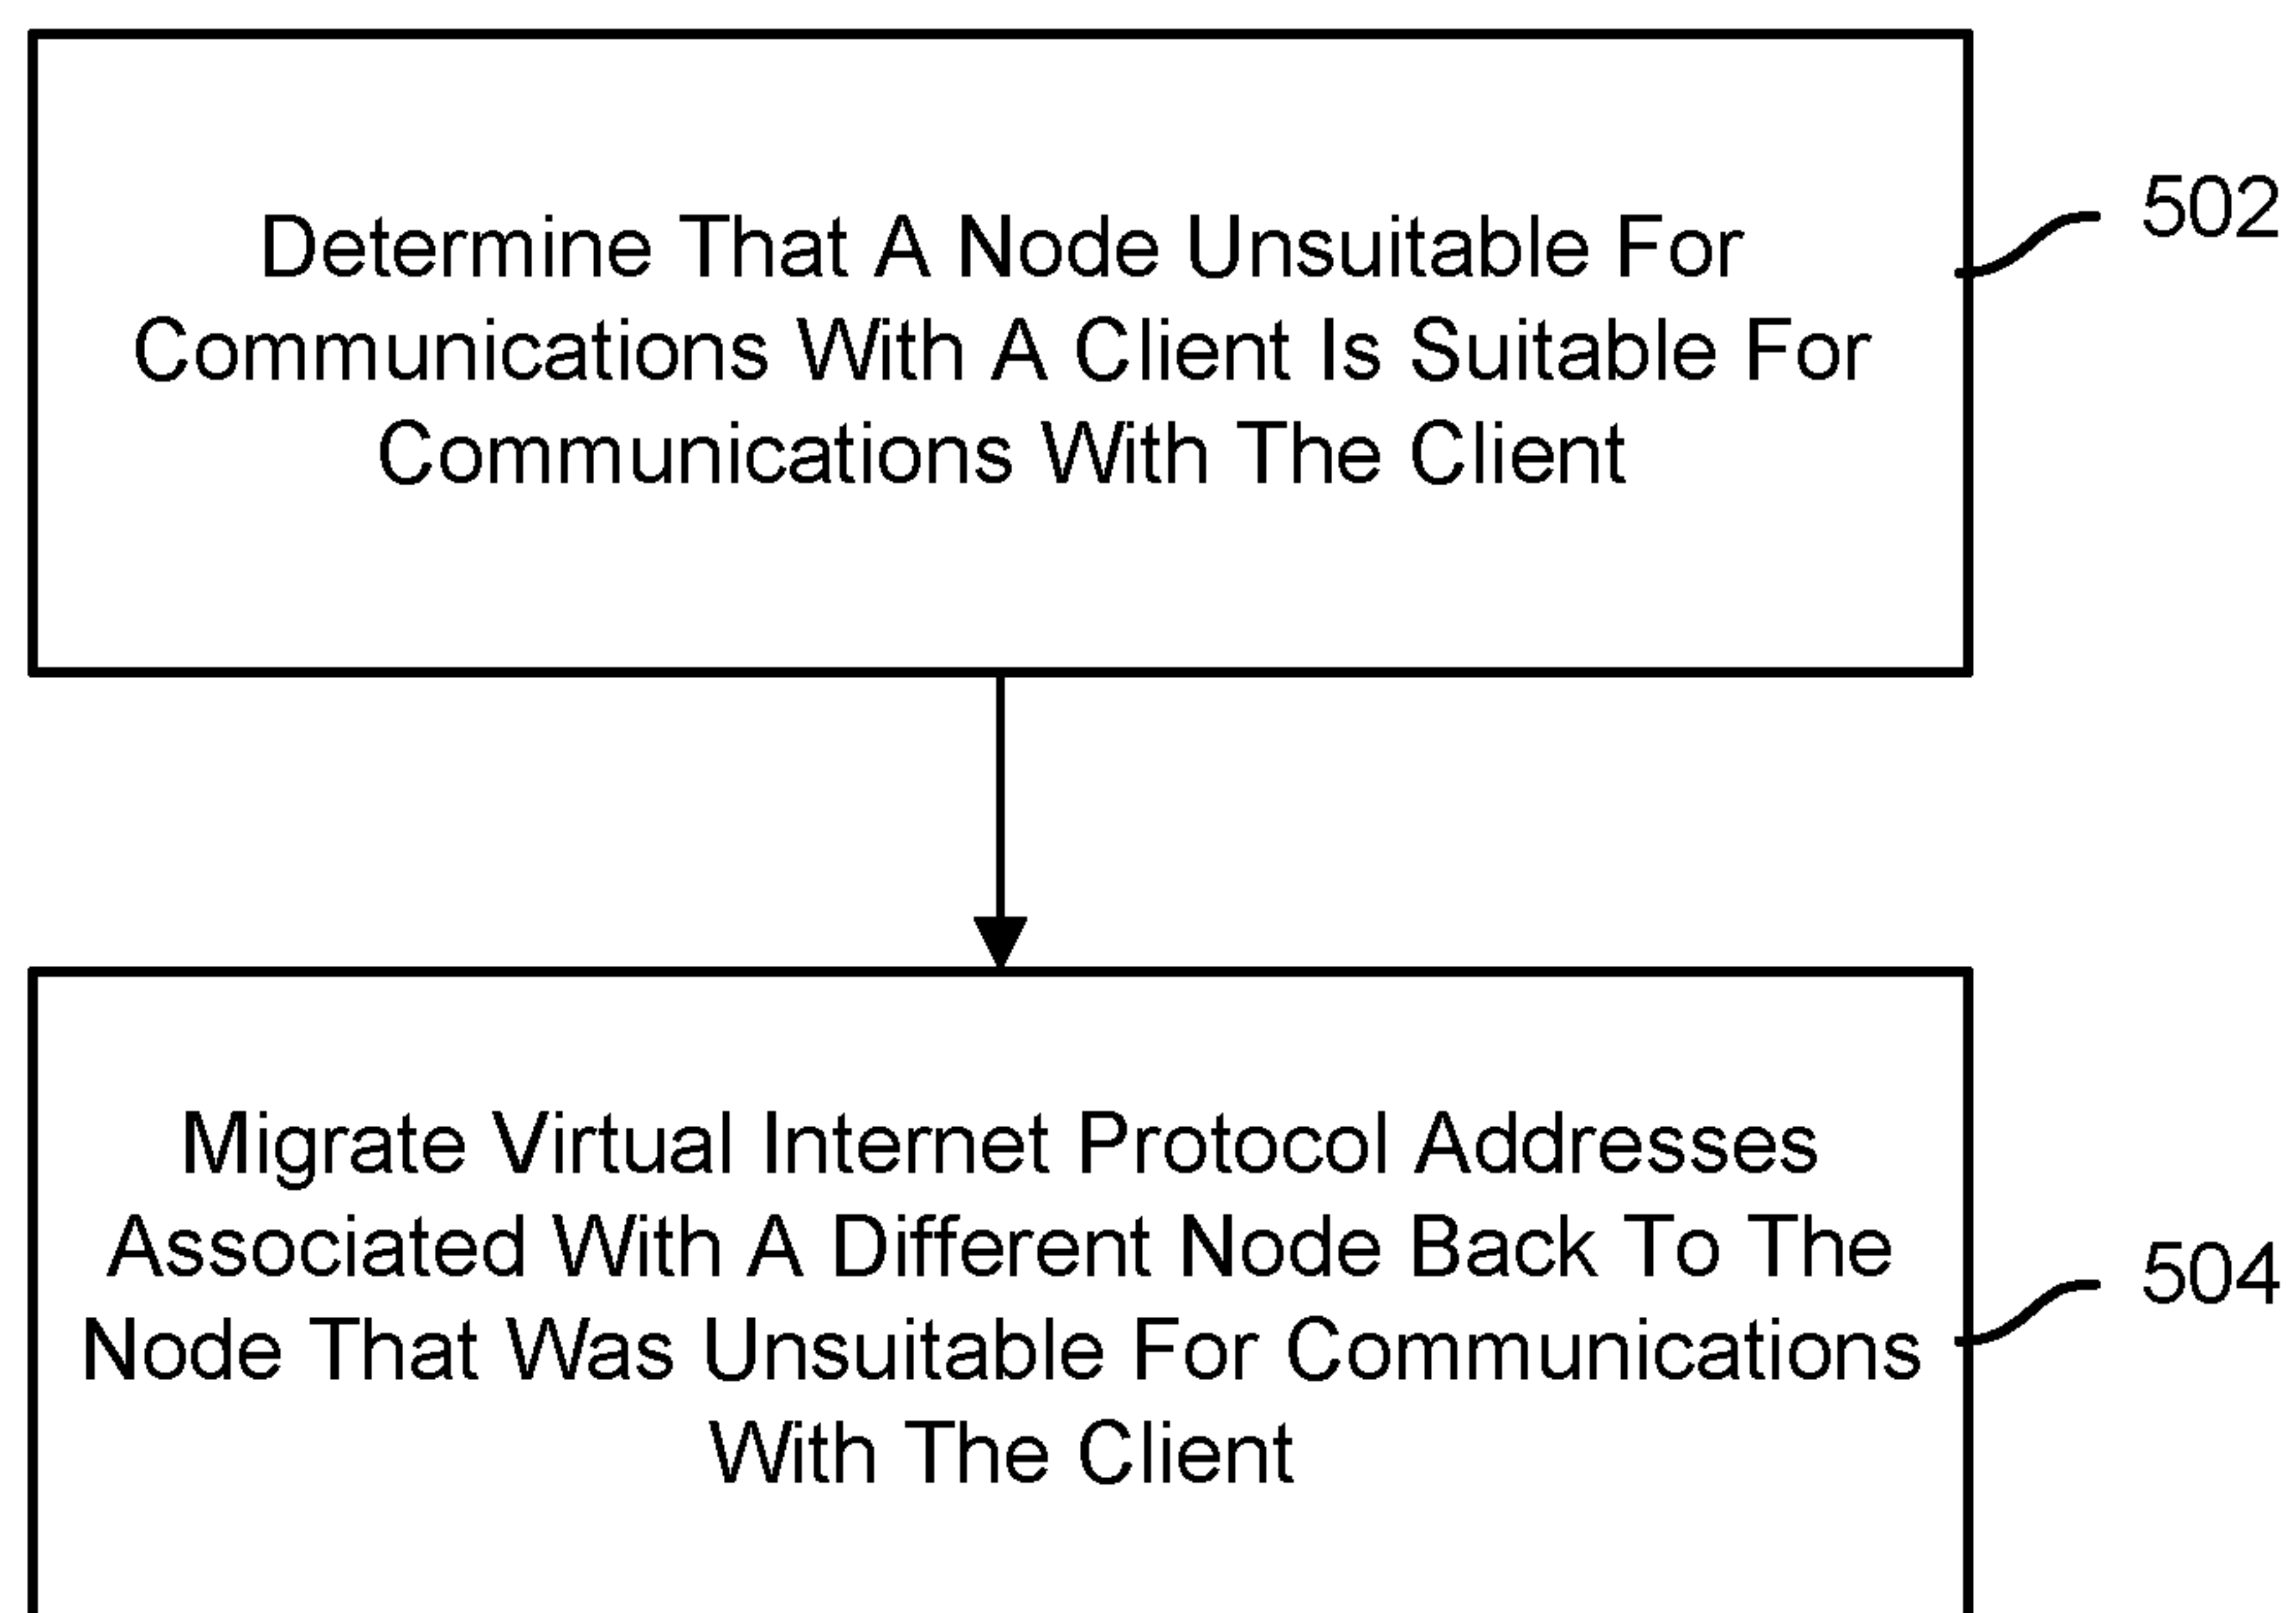 Determine That A Node Unsuitable For
Communications With A Client Is Suitable For
Communications With The Client
502
Migrate Virtual Internet Protocol Addresses
Associated With A Different Node Back To The
Node That Was Unsuitable For Communications
With The Client
504